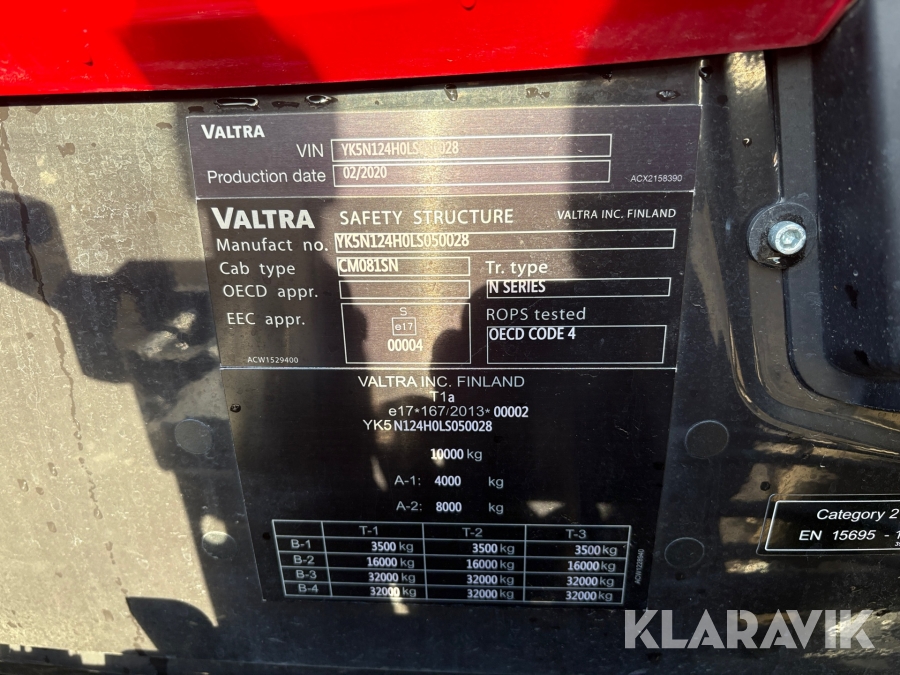 VALTRA
VIN YK5N124H0LS050028
Production date 02/2020
ACX2158390
VALTRA SAFETY STRUCTURE VALTRA INC. FINLAND
Manufact no. YK5N124H0LS050028
Cab type CM081SN Tr. type
OECD appr. N SERIES
EEC appr. S ROPS tested
e17 OECD CODE 4
00004
ACW1529400
VALTRA INC. FINLAND
T1a
e17*167/2013*00002
YK5N124H0LS050028
10000 kg
A-1: 4000 kg
A-2: 8000 kg
T-1 T-2 T-3
B-1 3500 kg 3500 kg 3500 kg
B-2 16000 kg 16000 kg 16000 kg
B-3 32000 kg 32000 kg 32000 kg
B-4 32000 kg 32000 kg 32000 kg
Category 2
EN 15695 -
KLARAVIK